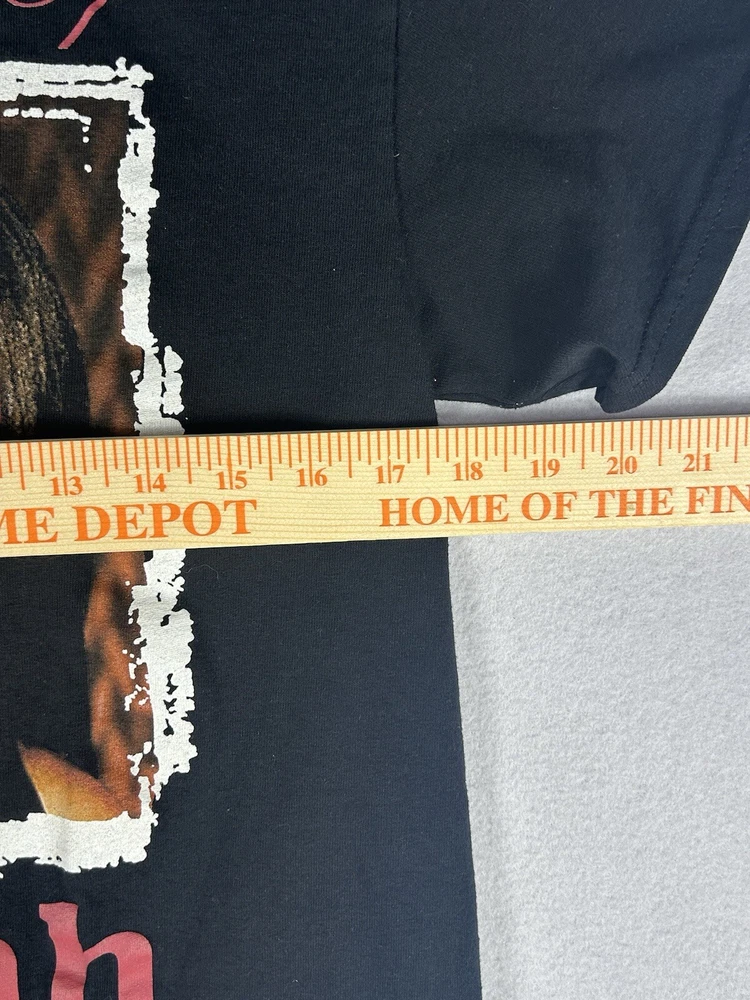 13 14 15 16 17 18 19 20 21
ME DEPOT HOME OF THE FIN